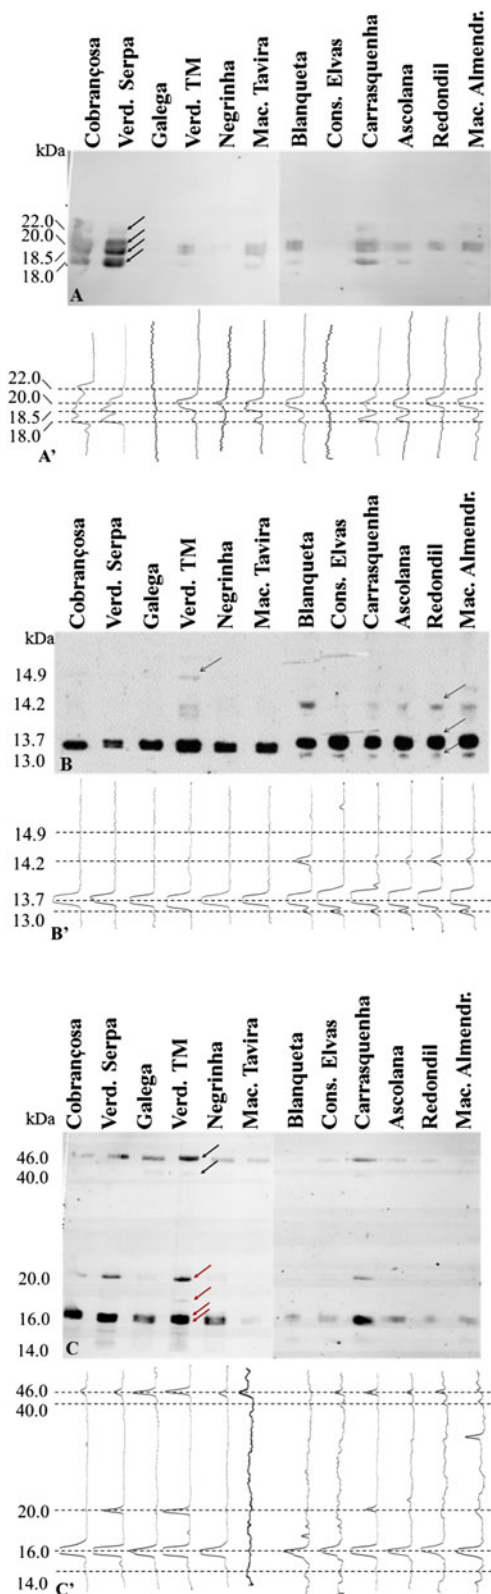 Cobrançosa
Verd. Serpa
Galega
Verd. TM
Negrinha
Mac. Tavira
Blanqueta
Cons. Elvas
Carrasquenha
Ascolana
Redondil
Mac. Almendr.
kDa
22.0
20.0
18.5
18.0
A
22.0
20.0
18.5
18.0
A'
Cobrançosa
Verd. Serpa
Galega
Verd. TM
Negrinha
Mac. Tavira
Blanqueta
Cons. Elvas
Carrasquenha
Ascolana
Redondil
Mac. Almendr.
kDa
14.9
14.2
13.7
13.0
B
14.9
14.2
13.7
13.0
B'
Cobrançosa
Verd. Serpa
Galega
Verd. TM
Negrinha
Mac. Tavira
Blanqueta
Cons. Elvas
Carrasquenha
Ascolana
Redondil
Mac. Almendr.
kDa
46.0
40.0
20.0
16.0
14.0
C
46.0
40.0
20.0
16.0
14.0
C'